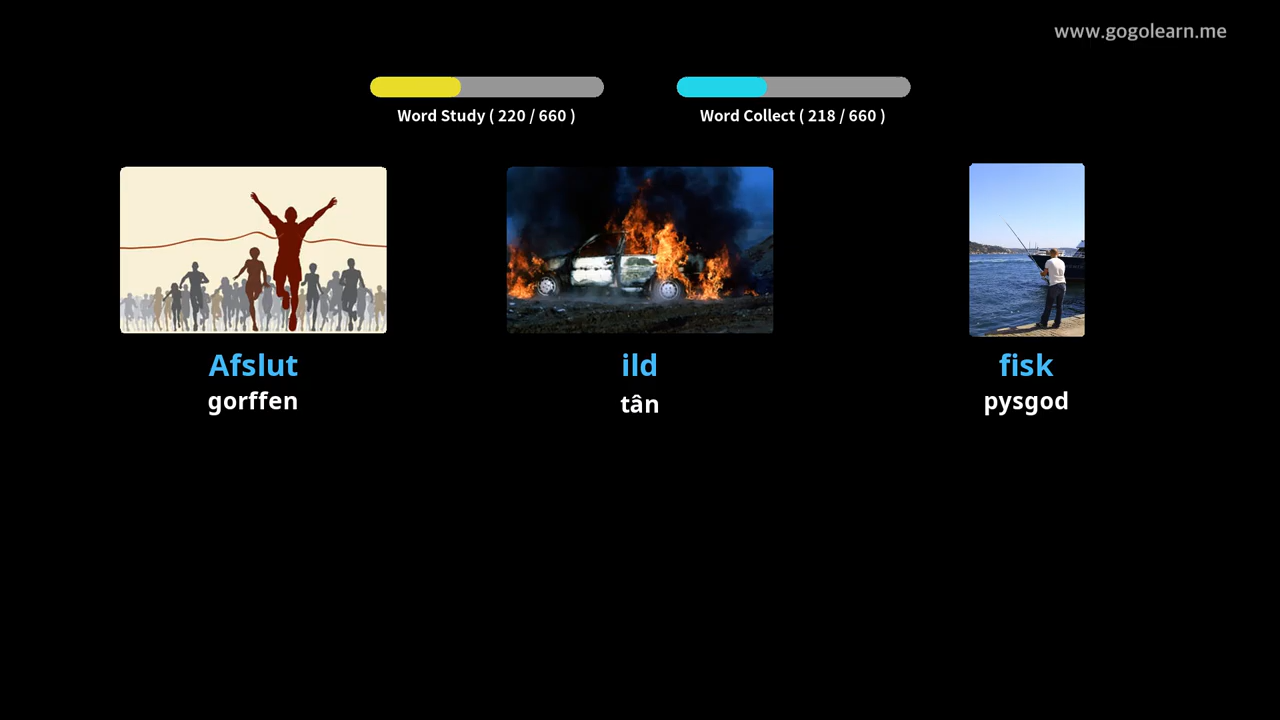 www.gogolearn.me
Word Study ( 220 / 660 )
Word Collect ( 218 / 660 )
Afslut
gorffen
ild
tân
fisk
pysgod